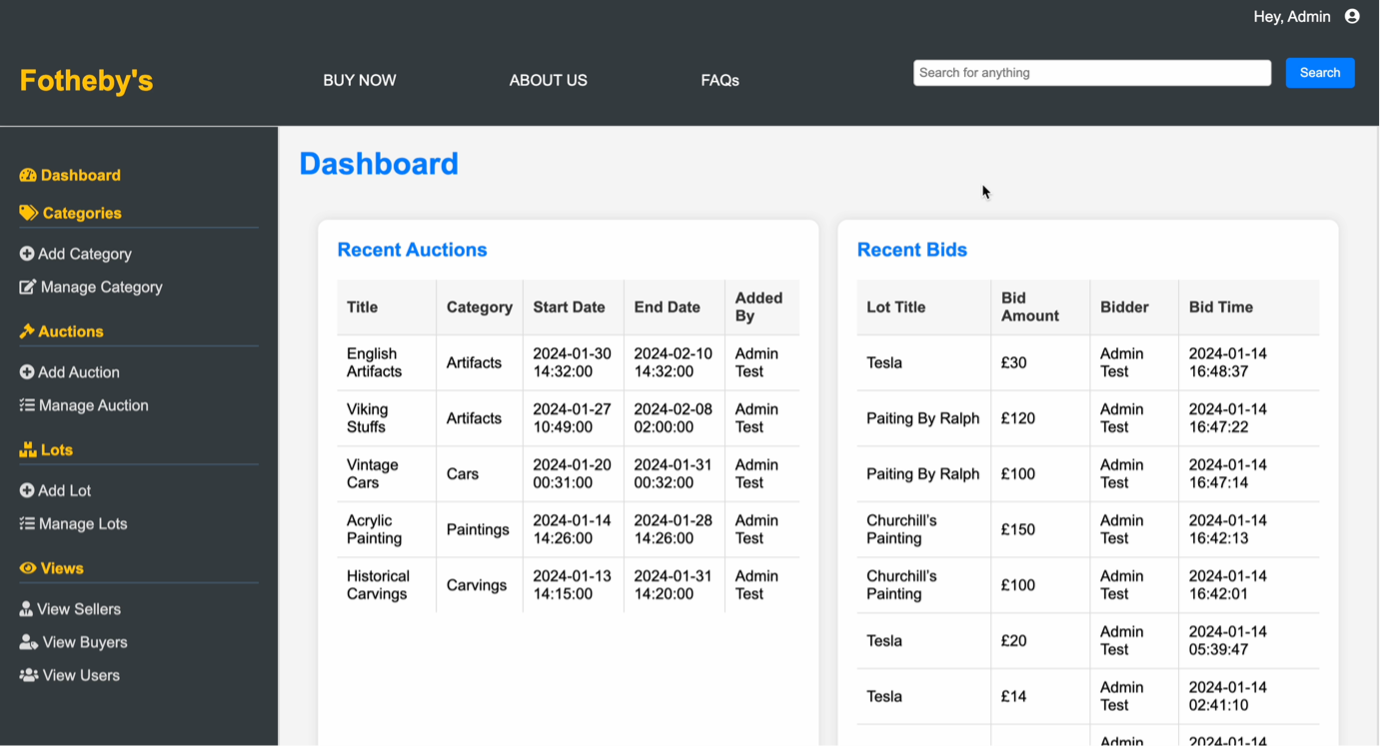 Hey, Admin
Fotheby's
BUY NOW
ABOUT US
FAQs
Search for anything
Search
Dashboard
Categories
Add Category
Manage Category
Auctions
Add Auction
Manage Auction
Lots
Add Lot
Manage Lots
Views
View Sellers
View Buyers
View Users
Dashboard
Recent Auctions
Title Category Start Date End Date Added
By
English
Artifacts
Artifacts
2024-01-30
14:32:00
2024-02-10
14:32:00
Admin
Test
Viking
Stuffs
Artifacts
2024-01-27
10:49:00
2024-02-08
02:00:00
Admin
Test
Vintage
Cars
Cars
2024-01-20
00:31:00
2024-01-31
00:32:00
Admin
Test
Acrylic
Painting
Paintings
2024-01-14
14:26:00
2024-01-28
14:26:00
Admin
Test
Historical
Carvings
Carvings
2024-01-13
14:15:00
2024-01-31
14:20:00
Admin
Test
Recent Bids
Lot Title
Bid
Amount
Bidder
Bid Time
Tesla
£30
Admin
Test
2024-01-14
16:48:37
Paiting By Ralph
£120
Admin
Test
2024-01-14
16:47:22
Paiting By Ralph
£100
Admin
Test
2024-01-14
16:47:14
Churchill's
Painting
£150
Admin
Test
2024-01-14
16:42:13
Churchill's
Painting
£100
Admin
Test
2024-01-14
16:42:01
Tesla
£20
Admin
Test
2024-01-14
05:39:47
Tesla
£14
Admin
Test
2024-01-14
02:41:10
Admin
2024-01-14